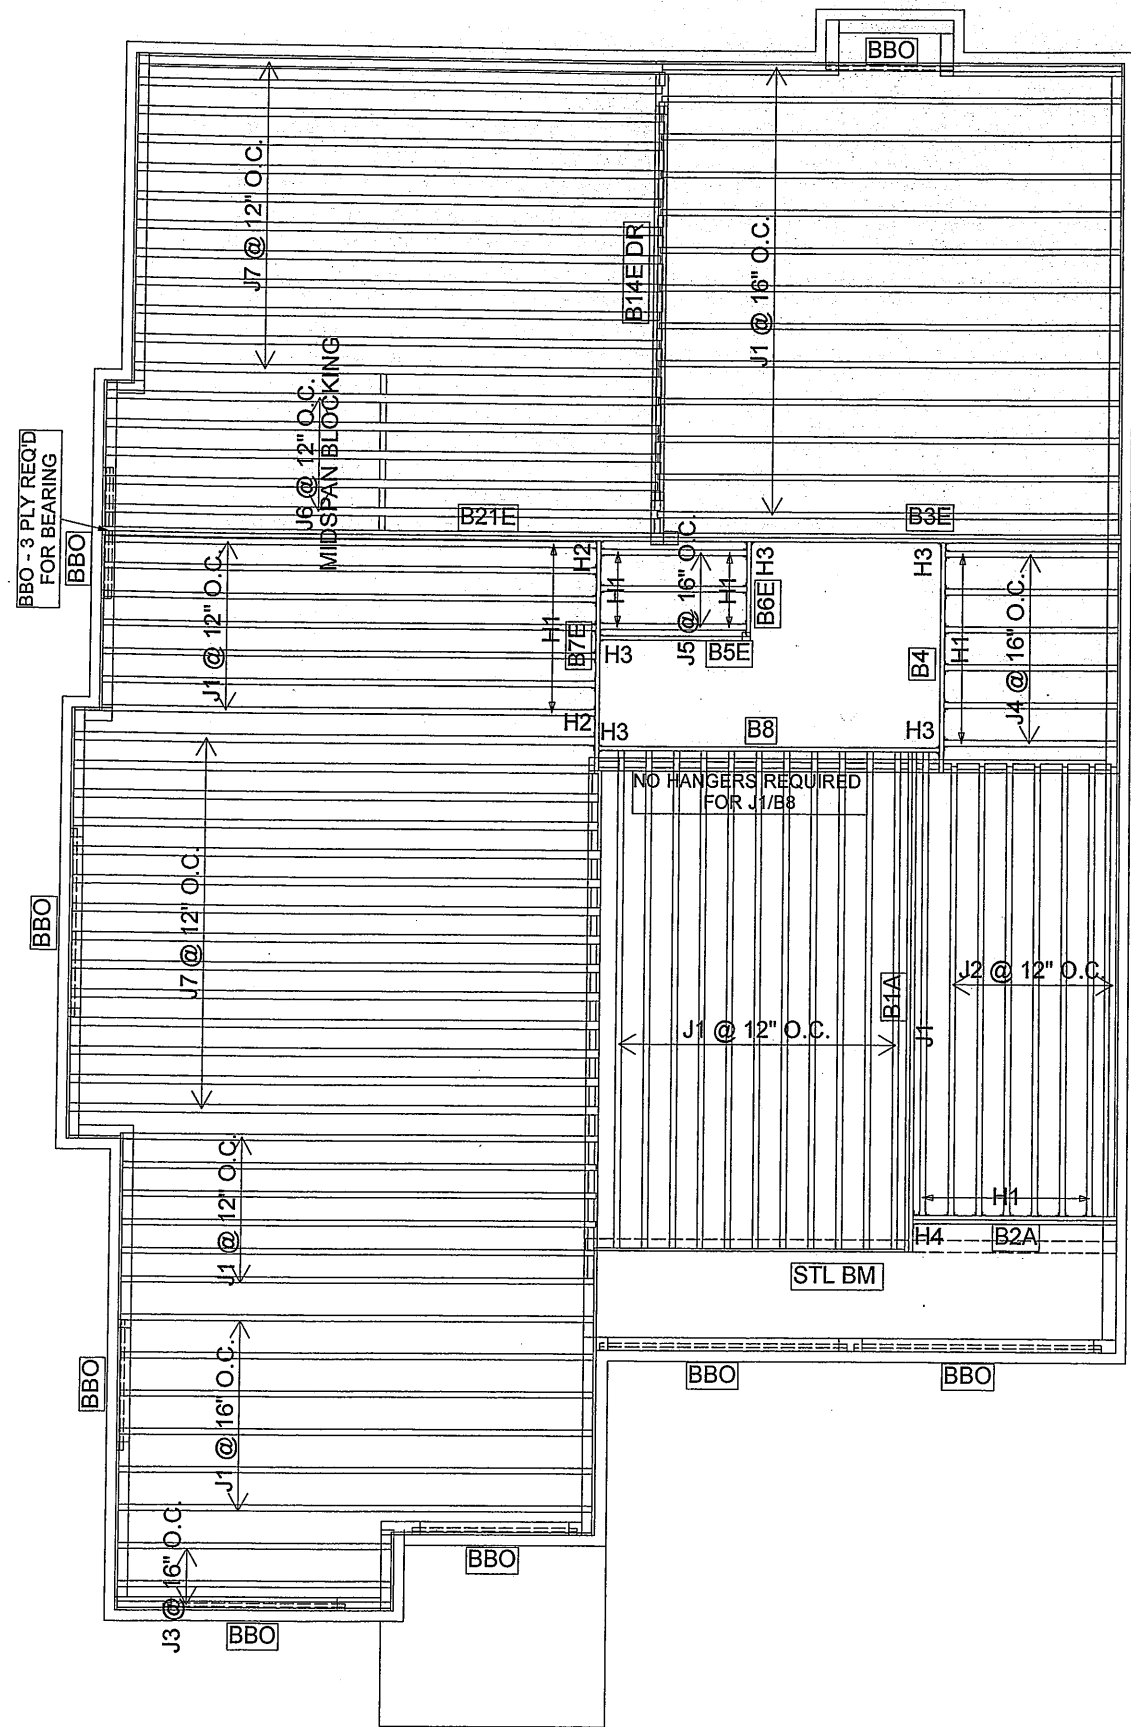 BBO
J7 @ 12" O.C.
B14E DR
J1 @ 16" O.C.
J6 @ 12" O.C.
MIDSPAN BLOCKING
BBO - 3 PLY REQ'D
FOR BEARING
BBO
B21E
B3E
J1 @ 12" O.C.
H1
H2
B7E
H2
H1
J5 @ 16" O.C.
H1
H3
B6E
H3
B5E
H3
H3
B4
H1
J4 @ 16" O.C.
H3
B8
NO HANGERS REQUIRED
FOR J1/B8
BBO
J7 @ 12" O.C.
J1 @ 12" O.C.
B1A
J1
J2 @ 12" O.C.
H1
H4
B2A
STL BM
J1 @ 12" O.C.
BBO
J1 @ 16" O.C.
BBO
BBO
BBO
J3 @ 16" O.C.
BBO